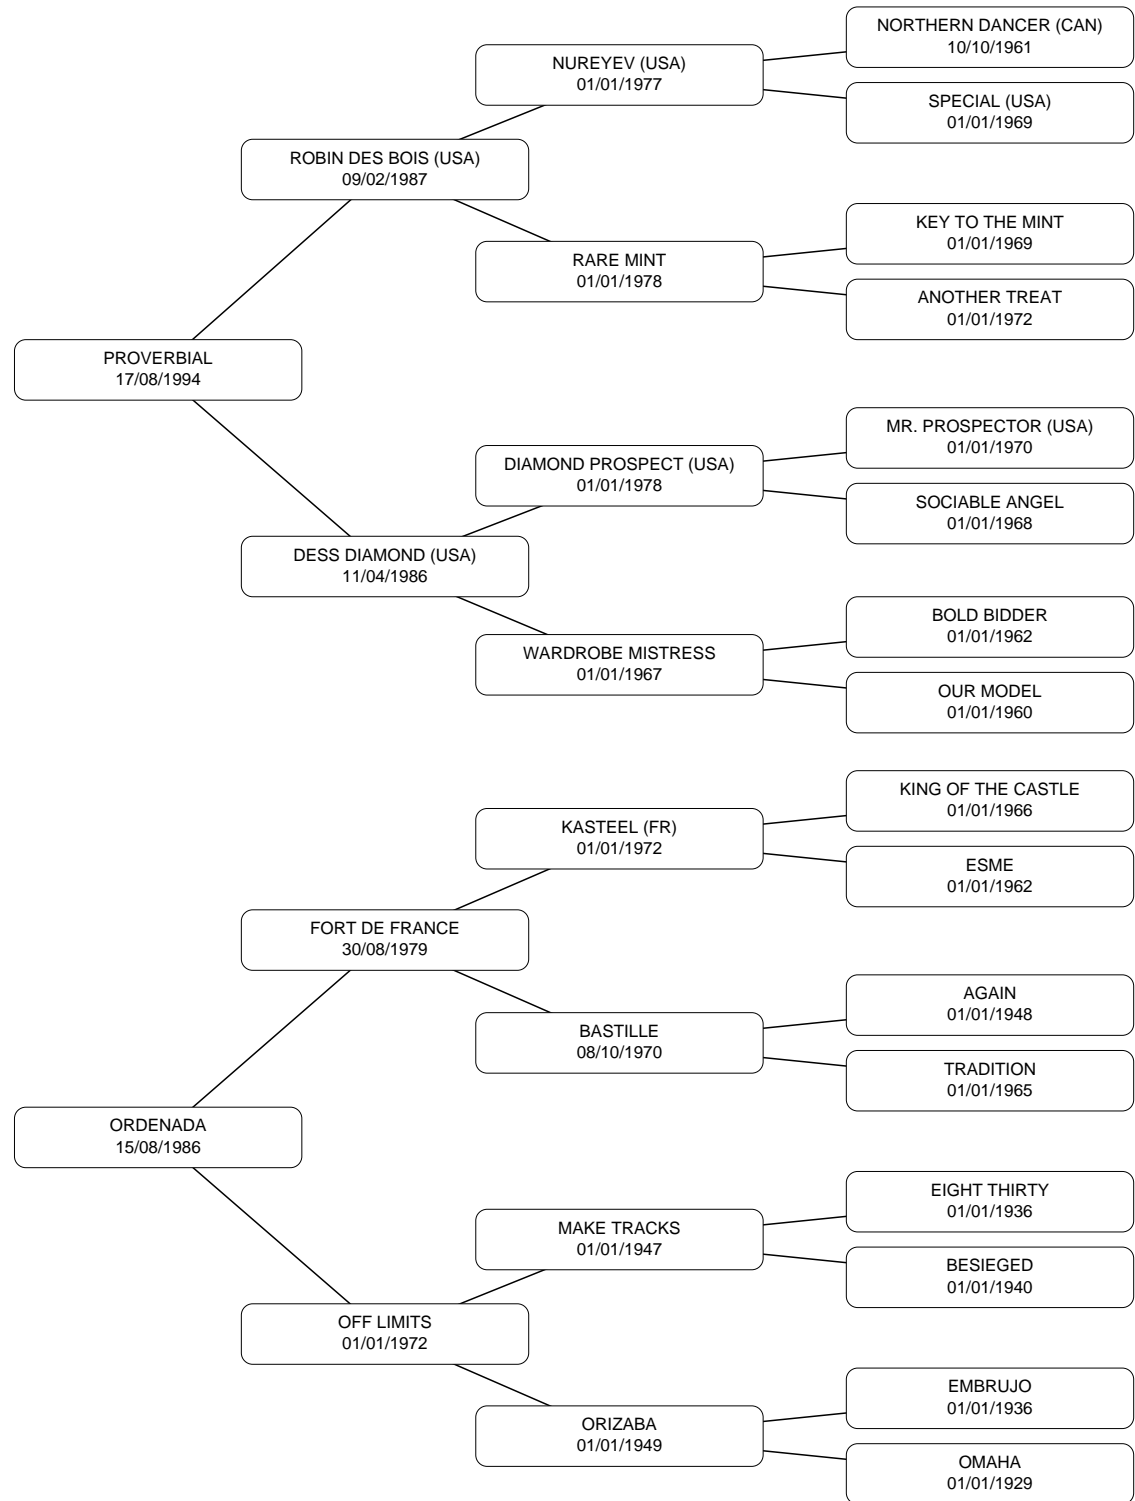 NORTHERN DANCER (CAN)
10/10/1961
NUREYEV (USA)
01/01/1977
SPECIAL (USA)
01/01/1969
ROBIN DES BOIS (USA)
09/02/1987
KEY TO THE MINT
01/01/1969
RARE MINT
01/01/1978
ANOTHER TREAT
01/01/1972
PROVERBIAL
17/08/1994
MR. PROSPECTOR (USA)
01/01/1970
DIAMOND PROSPECT (USA)
01/01/1978
SOCIABLE ANGEL
01/01/1968
DESS DIAMOND (USA)
11/04/1986
BOLD BIDDER
01/01/1962
WARDROBE MISTRESS
01/01/1967
OUR MODEL
01/01/1960
KING OF THE CASTLE
01/01/1966
KASTEEL (FR)
01/01/1972
ESME
01/01/1962
FORT DE FRANCE
30/08/1979
AGAIN
01/01/1948
BASTILLE
08/10/1970
TRADITION
01/01/1965
ORDENADA
15/08/1986
EIGHT THIRTY
01/01/1936
MAKE TRACKS
01/01/1947
BESIEGED
01/01/1940
OFF LIMITS
01/01/1972
EMBRUJO
01/01/1936
ORIZABA
01/01/1949
OMAHA
01/01/1929